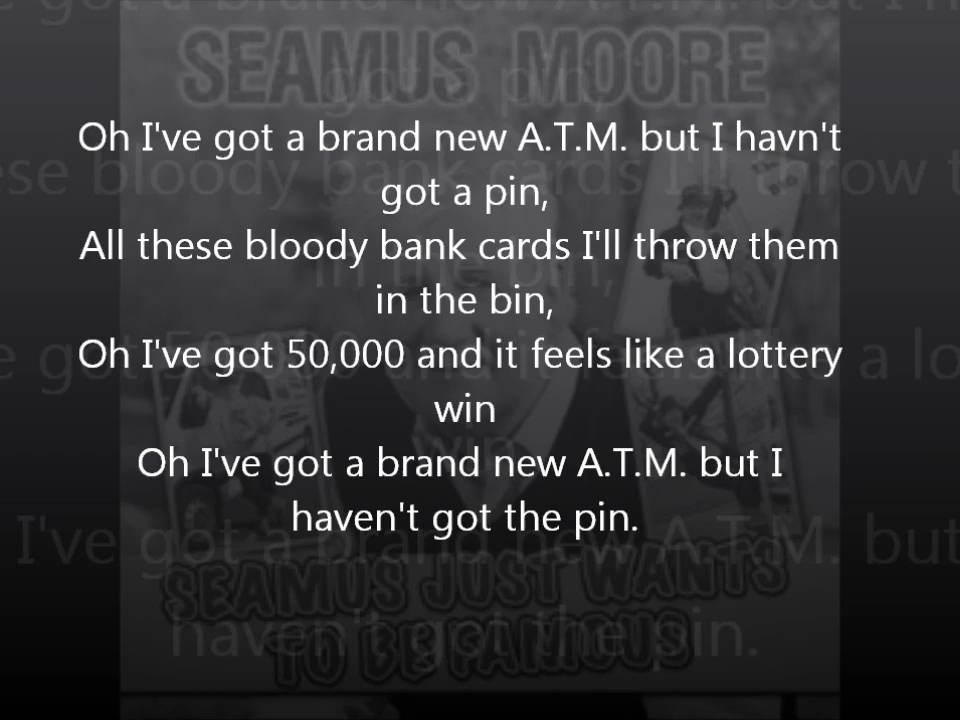 SEAMUS MOORE
Oh I've got a brand new A.T.M. but I havn't
got a pin,
All these bloody bank cards I'll throw them
in the bin,
Oh I've got 50,000 and it feels like a lottery
win
Oh I've got a brand new A.T.M. but I
haven't got the pin.
SEAMUS JUST WANTS
TO BE FAMOUS